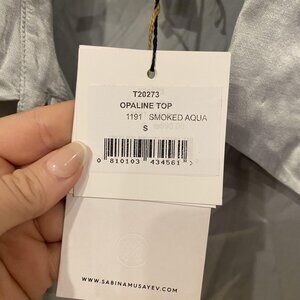 T20273
OPALINE TOP
1191 SMOKED AQUA
S
0 810103 434561
WWW.SABINAMUSAYEV.COM